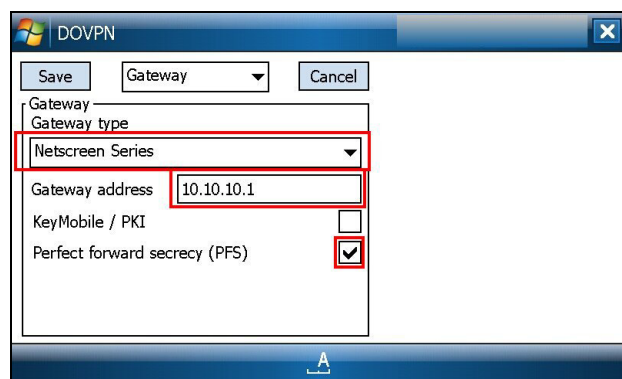 DOVPN
Save Gateway Cancel
Gateway
Gateway type
Netscreen Series
Gateway address 10.10.10.1
KeyMobile / PKI
Perfect forward secrecy (PFS)
A